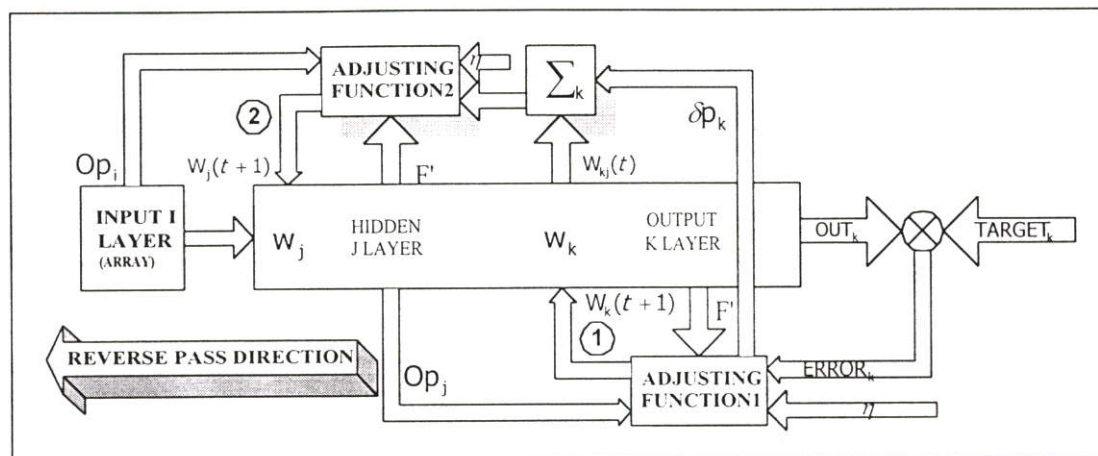 ADJUSTING
FUNCTION2
η
Σk
②
δpk
Opi
Wj(t + 1)
F'
Wkj(t)
INPUT I
LAYER
(ARRAY)
Wj
HIDDEN
J LAYER
Wk
OUTPUT
K LAYER
OUTk
TARGETk
Wk(t + 1)
F'
①
REVERSE PASS DIRECTION
Opj
ADJUSTING
FUNCTION1
ERRORk
η